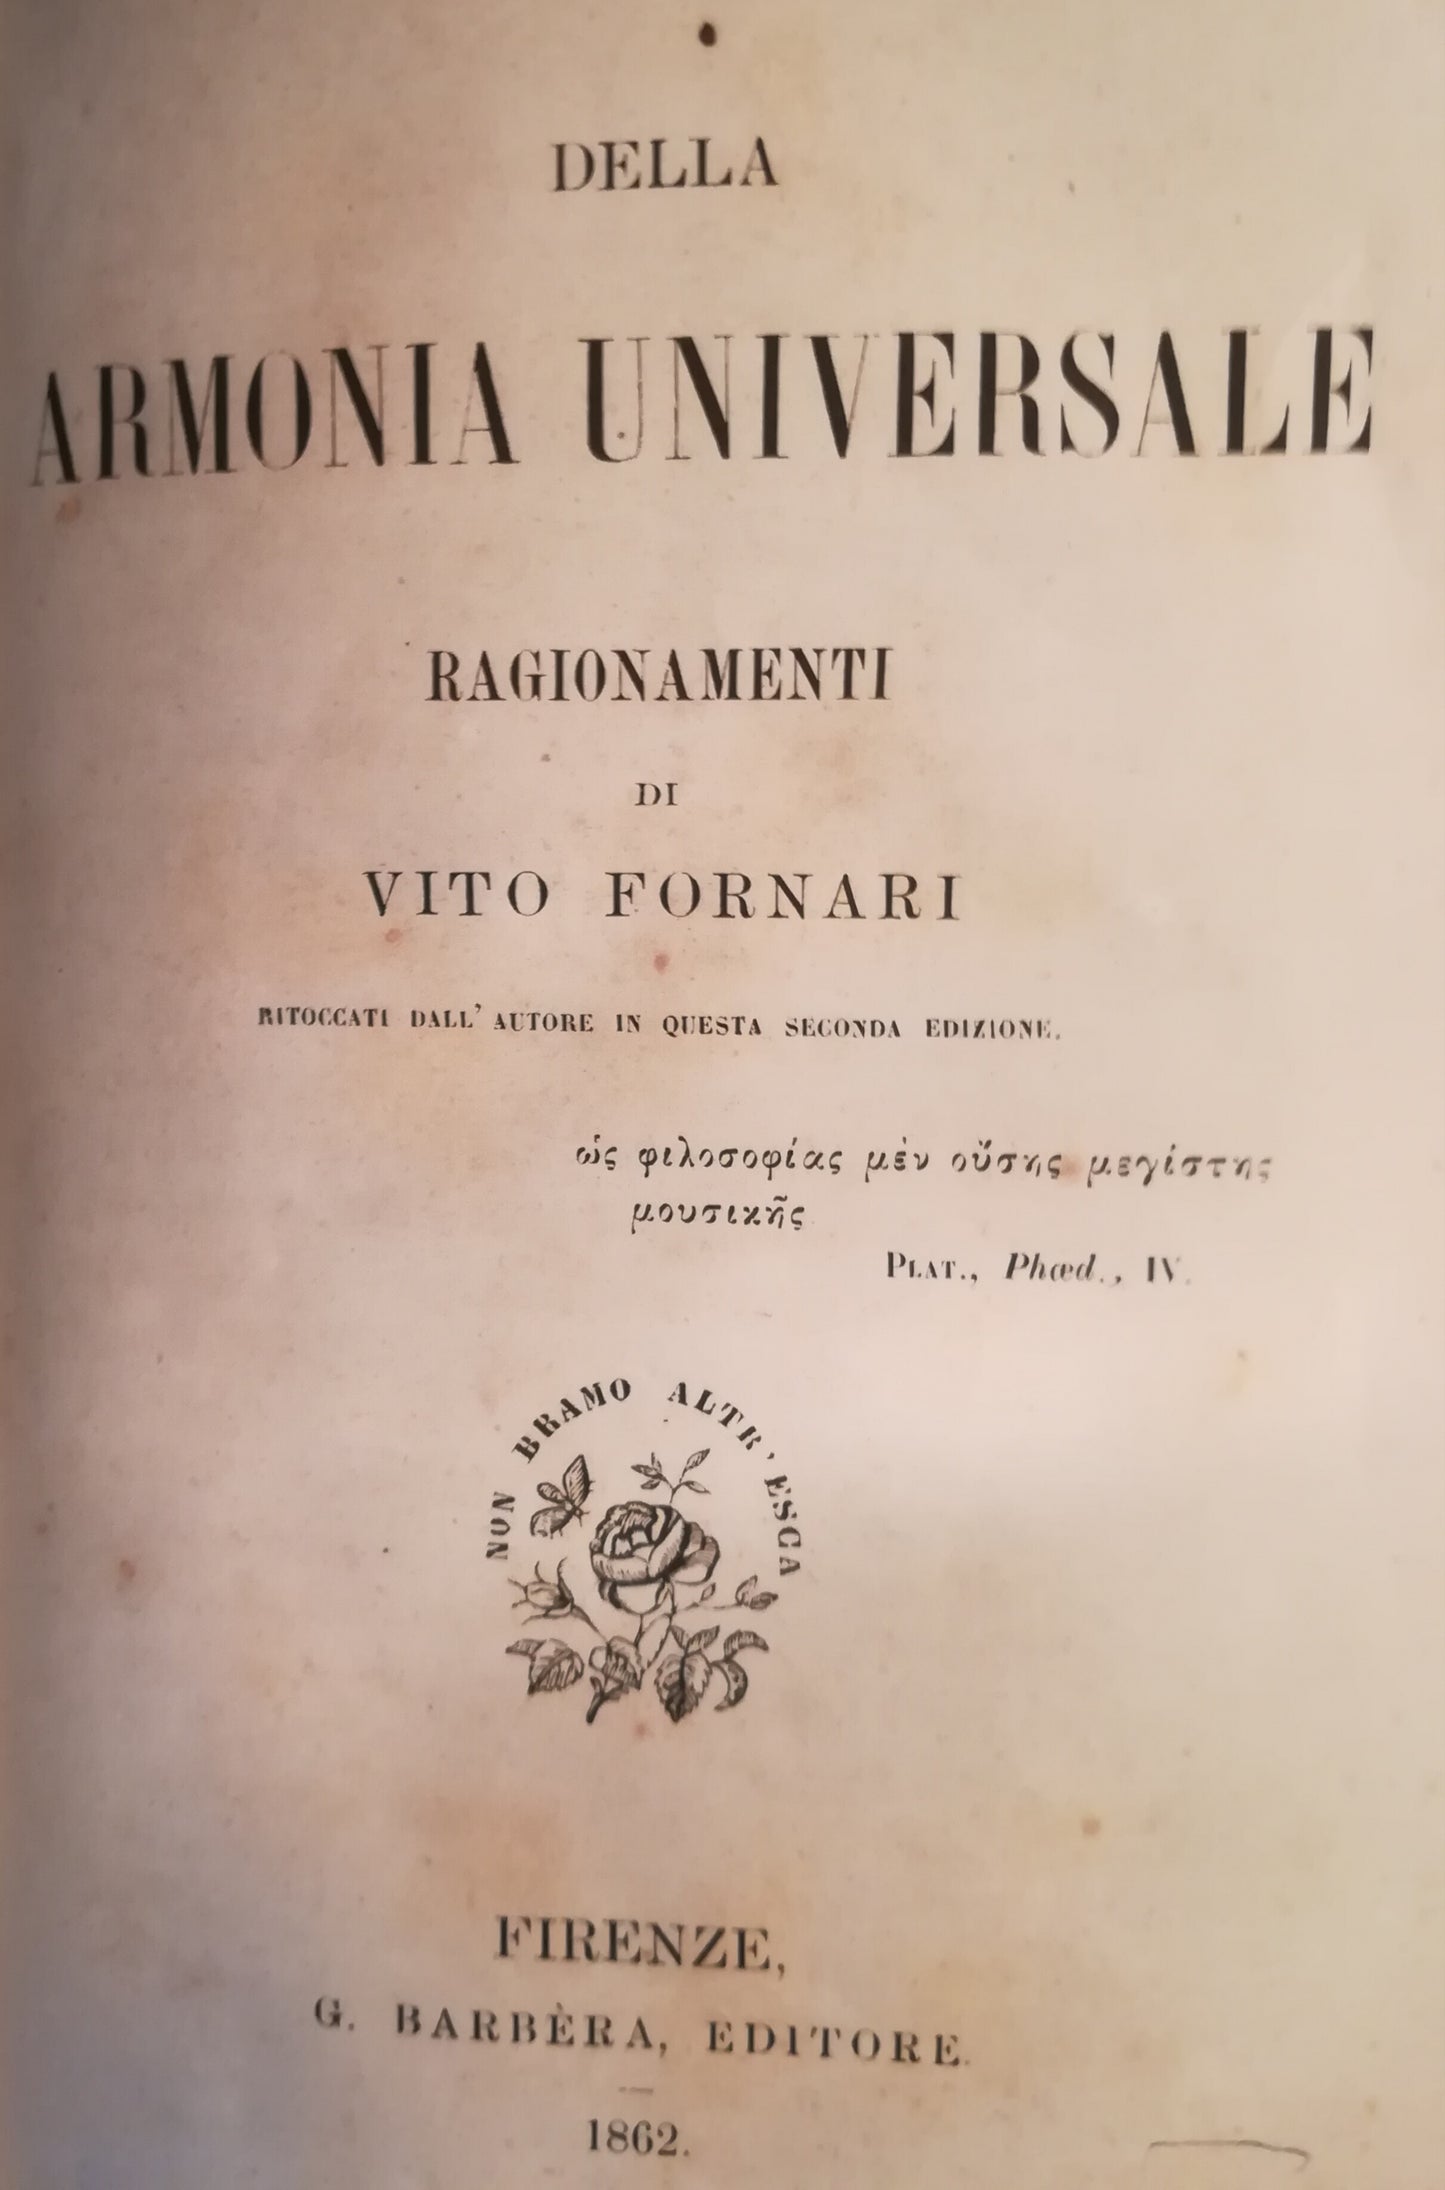 DELLA
ARMONIA UNIVERSALE
RAGIONAMENTI
DI
VITO FORNARI
RITOCCATI DALL' AUTORE IN QUESTA SECONDA EDIZIONE.
ὡς φιλοσοφίας μὲν οὔσης μεγίστης
μουσικῆς
PLAT., Phœd., IV.
NON BRAMO ALTR' ESCA
FIRENZE,
G. BARBÈRA, EDITORE.
1862.